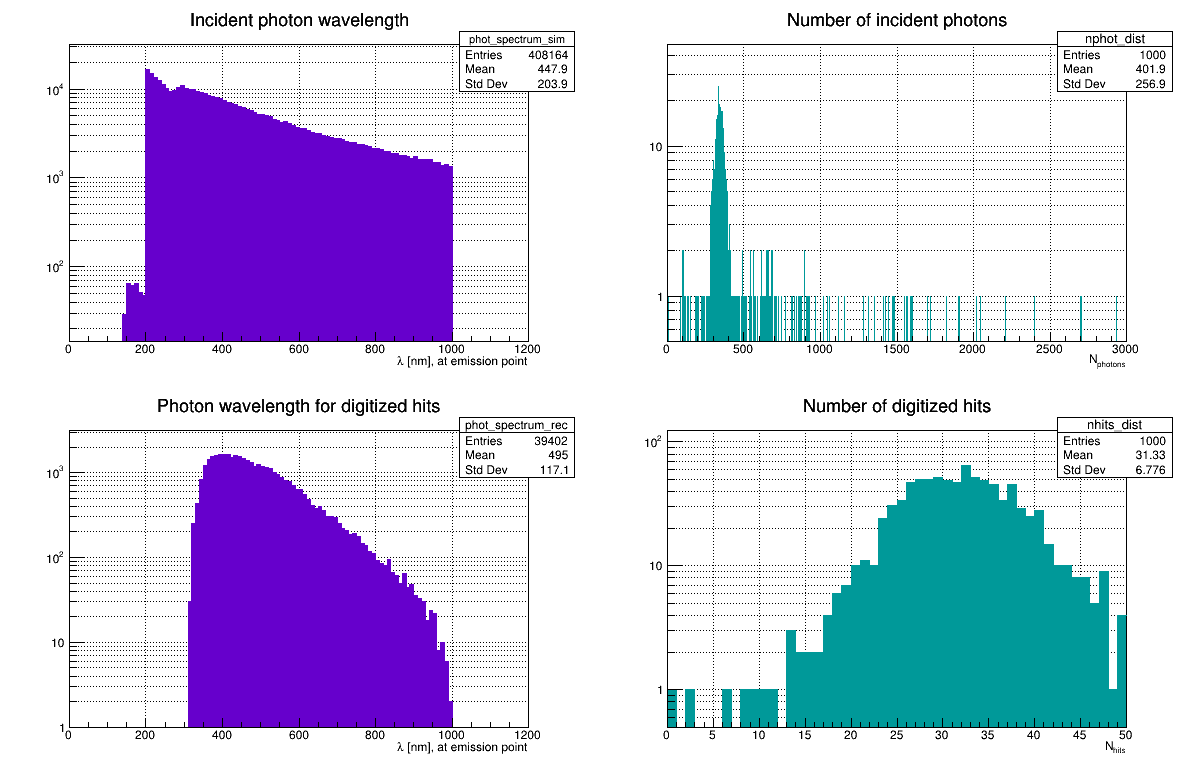 Incident photon wavelength
phot_spectrum_sim
Entries 408164
Mean 447.9
Std Dev 203.9
10^4
10^3
10^2
0 200 400 600 800 1000 1200
λ [nm], at emission point
Number of incident photons
nphot_dist
Entries 1000
Mean 401.9
Std Dev 256.9
10
1
0 500 1000 1500 2000 2500 3000
N_photons
Photon wavelength for digitized hits
phot_spectrum_rec
Entries 39402
Mean 495
Std Dev 117.1
10^3
10^2
10
1
0 200 400 600 800 1000 1200
λ [nm], at emission point
Number of digitized hits
nhits_dist
Entries 1000
Mean 31.33
Std Dev 6.776
10^2
10
1
0 5 10 15 20 25 30 35 40 45 50
N_hits